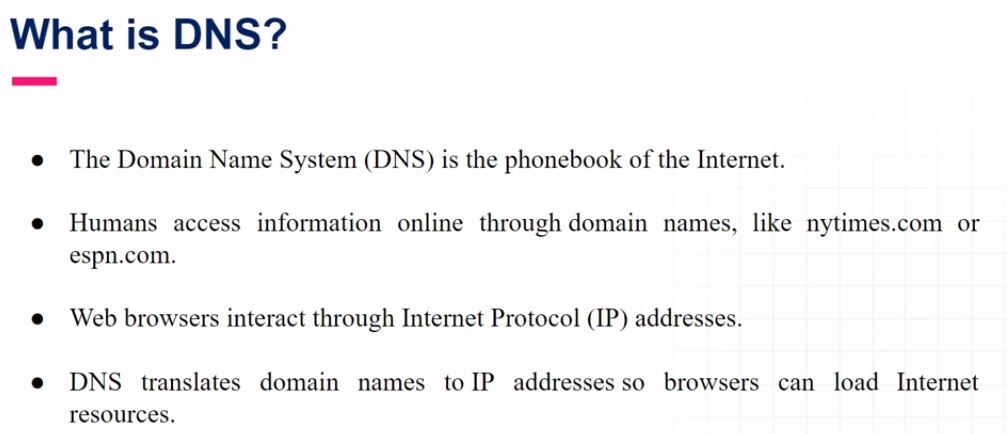 What is DNS?
● The Domain Name System (DNS) is the phonebook of the Internet.
● Humans access information online through domain names, like nytimes.com or
espn.com.
● Web browsers interact through Internet Protocol (IP) addresses.
● DNS translates domain names to IP addresses so browsers can load Internet
resources.